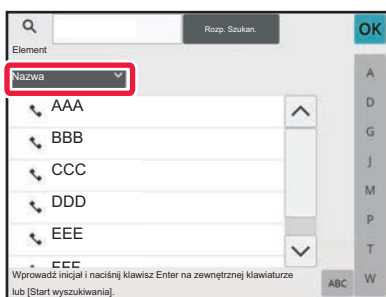 Rozp. Szukan.
OK
Element
Nazwa
AAA
BBB
CCC
DDD
EEE
FFF
Wprowadź inicjał i naciśnij klawisz Enter na zewnętrznej klawiaturze
lub [Start wyszukiwania].
ABC
A
D
G
J
M
P
T
W